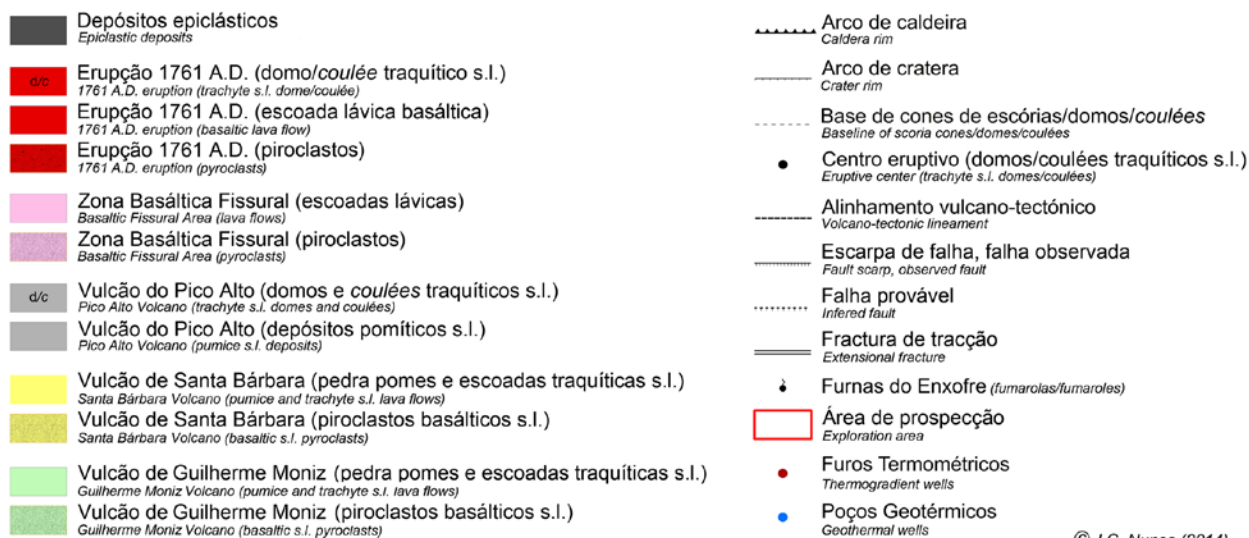 Depósitos epiclásticos
Epiclastic deposits
d/c
Erupção 1761 A.D. (domo/coulée traquítico s.l.)
1761 A.D. eruption (trachyte s.l. dome/coulée)
Erupção 1761 A.D. (escoada lávica basáltica)
1761 A.D. eruption (basaltic lava flow)
Erupção 1761 A.D. (piroclastos)
1761 A.D. eruption (pyroclasts)
Zona Basáltica Fissural (escoadas lávicas)
Basaltic Fissural Area (lava flows)
Zona Basáltica Fissural (piroclastos)
Basaltic Fissural Area (pyroclasts)
d/c
Vulcão do Pico Alto (domos e coulées traquíticos s.l.)
Pico Alto Volcano (trachyte s.l. domes and coulées)
Vulcão do Pico Alto (depósitos pomíticos s.l.)
Pico Alto Volcano (pumice s.l. deposits)
Vulcão de Santa Bárbara (pedra pomes e escoadas traquíticas s.l.)
Santa Bárbara Volcano (pumice and trachyte s.l. lava flows)
Vulcão de Santa Bárbara (piroclastos basálticos s.l.)
Santa Bárbara Volcano (basaltic s.l. pyroclasts)
Vulcão de Guilherme Moniz (pedra pomes e escoadas traquíticas s.l.)
Guilherme Moniz Volcano (pumice and trachyte s.l. lava flows)
Vulcão de Guilherme Moniz (piroclastos basálticos s.l.)
Guilherme Moniz Volcano (basaltic s.l. pyroclasts)
Arco de caldeira
Caldera rim
Arco de cratera
Crater rim
Base de cones de escórias/domos/coulées
Baseline of scoria cones/domes/coulées
Centro eruptivo (domos/coulées traquíticos s.l.)
Eruptive center (trachyte s.l. domes/coulées)
Alinhamento vulcano-tectónico
Volcano-tectonic lineament
Escarpa de falha, falha observada
Fault scarp, observed fault
Falha provável
Infered fault
Fractura de tracção
Extensional fracture
Furnas do Enxofre (fumarolas/fumaroles)
Área de prospecção
Exploration area
Furos Termométricos
Thermogradient wells
Poços Geotérmicos
Geothermal wells